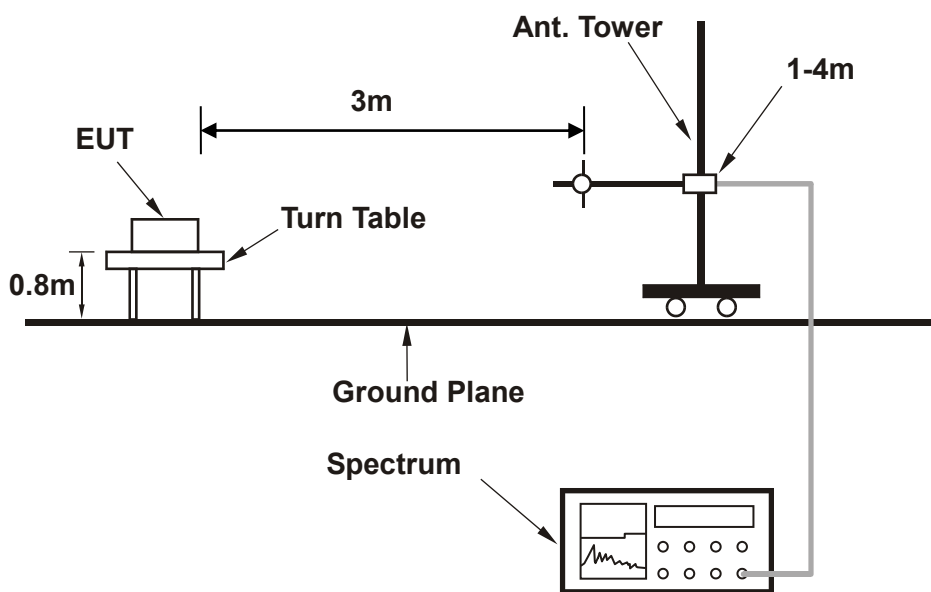 Ant. Tower
1-4m
3m
EUT
Turn Table
0.8m
Ground Plane
Spectrum